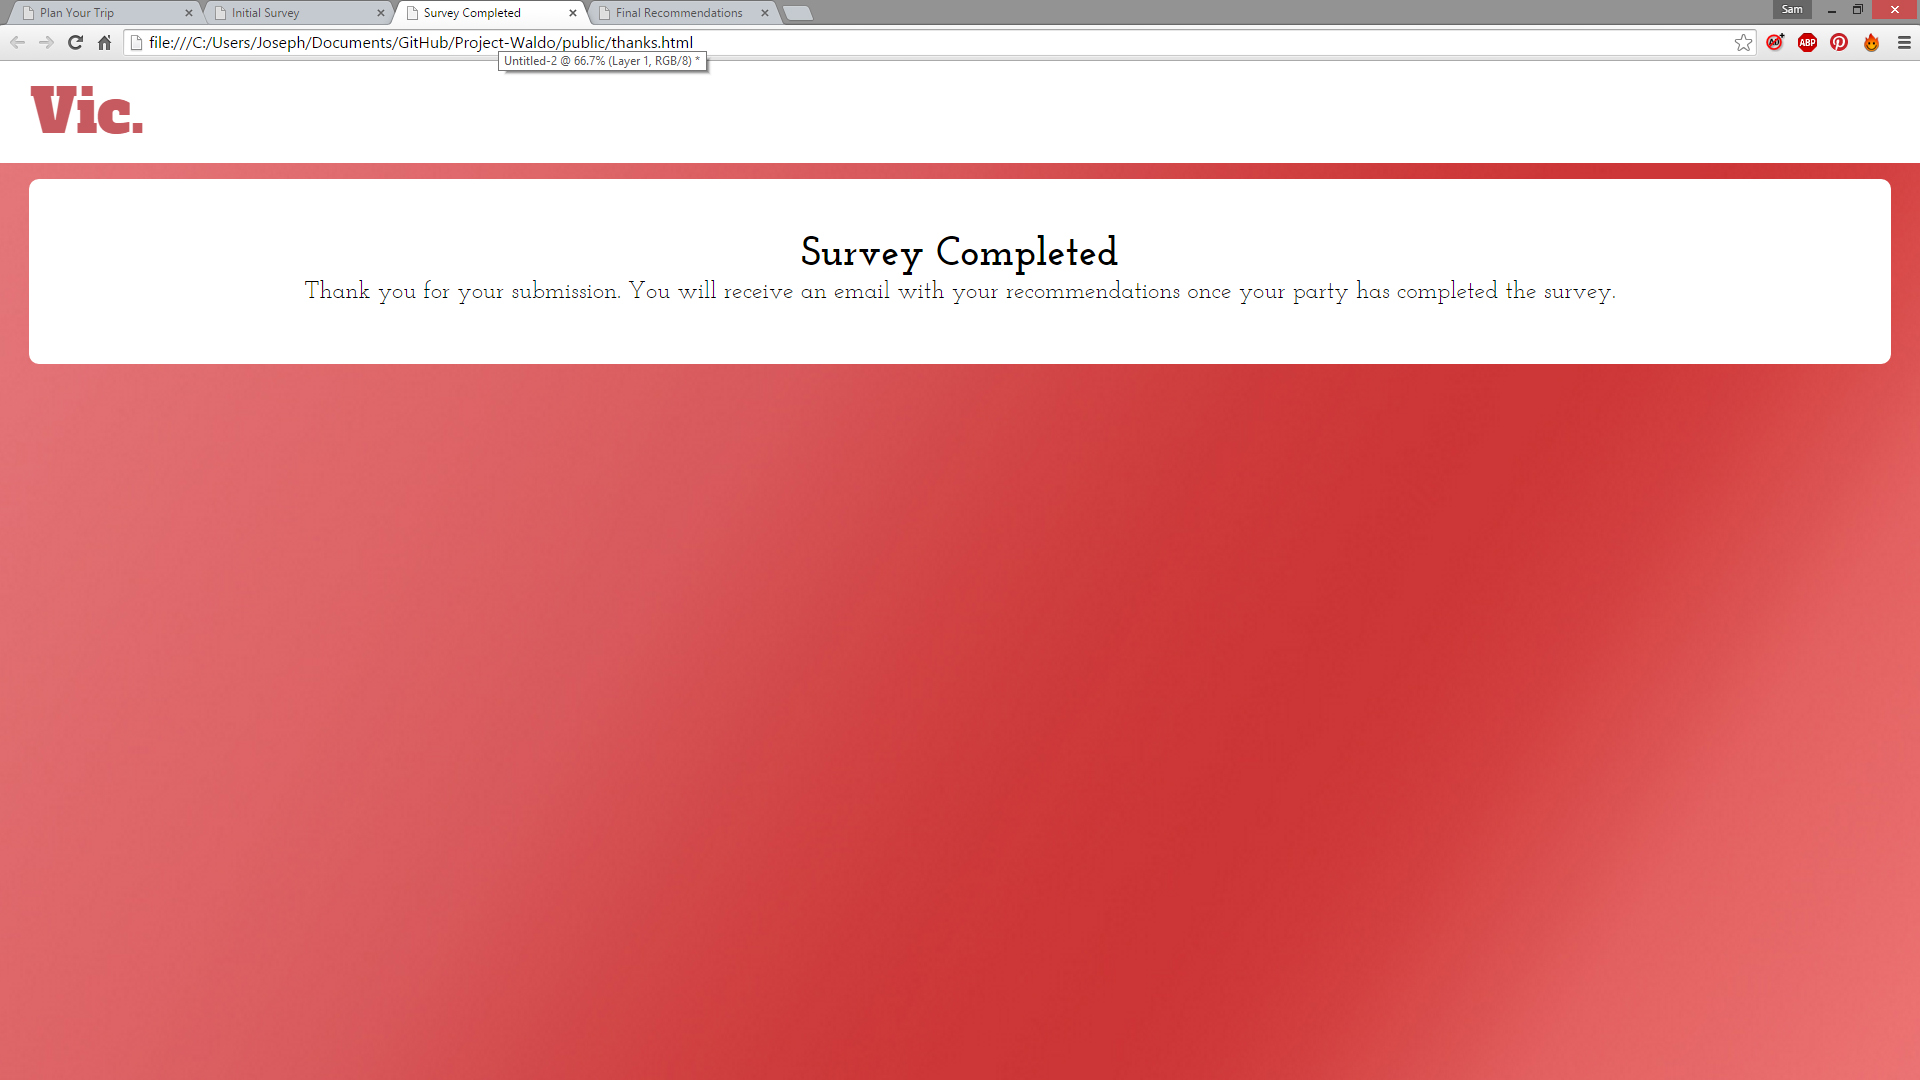 Plan Your Trip
Initial Survey
Survey Completed
Final Recommendations
Sam
file:///C:/Users/Joseph/Documents/GitHub/Project-Waldo/public/thanks.html
ABP
Untitled-2 @ 66.7% (Layer 1, RGB/8) *
Vic.
Survey Completed
Thank you for your submission. You will receive an email with your recommendations once your party has completed the survey.